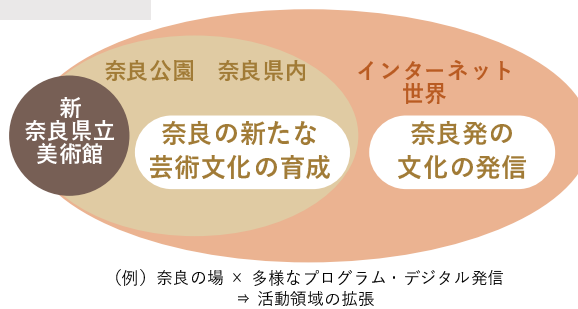 新
奈良県立
美術館
奈良公園　奈良県内
奈良の新たな
芸術文化の育成
インターネット
世界
奈良発の
文化の発信
（例）奈良の場 × 多様なプログラム・デジタル発信
⇒ 活動領域の拡張